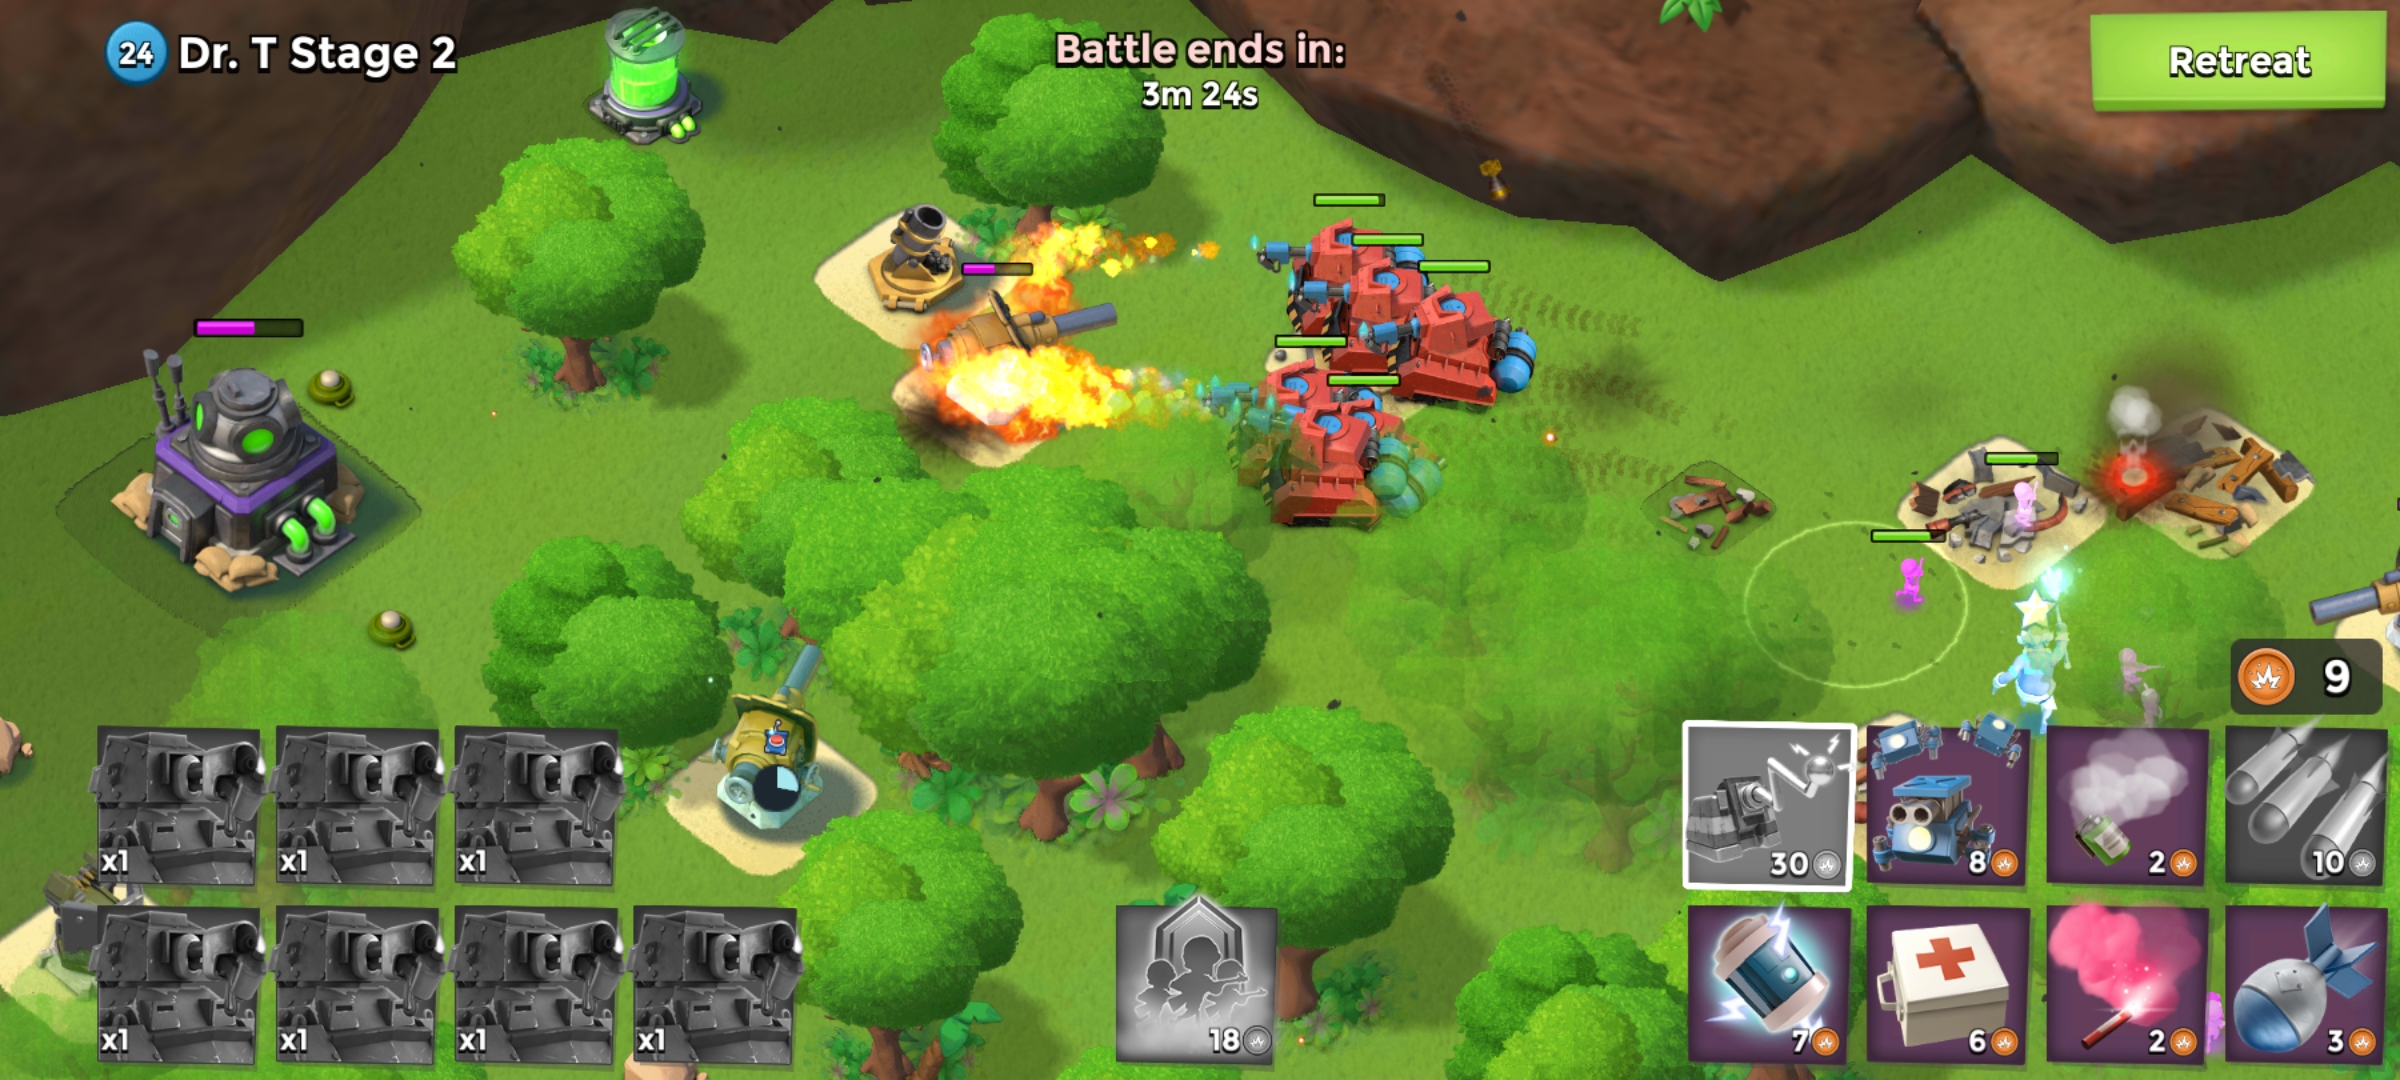 24 Dr. T Stage 2
Battle ends in:
3m 24s
Retreat
9
x1 x1 x1
30 8 2 10
x1 x1 x1 x1
18
7 6 2 3